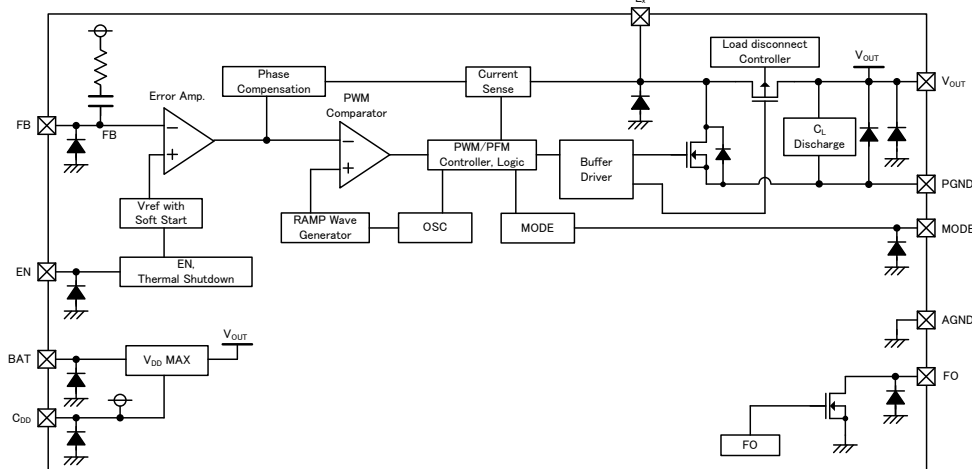 Load disconnect
Controller
VOUT
VOUT
Phase
Compensation
Current
Sense
Error Amp.
PWM
Comparator
FB
FB
CL
Discharge
PWM/PFM
Controller, Logic
Buffer
Driver
PGND
Vref with
Soft Start
RAMP Wave
Generator
OSC
MODE
MODE
EN
EN,
Thermal Shutdown
AGND
VOUT
BAT
VDD MAX
FO
CDD
FO